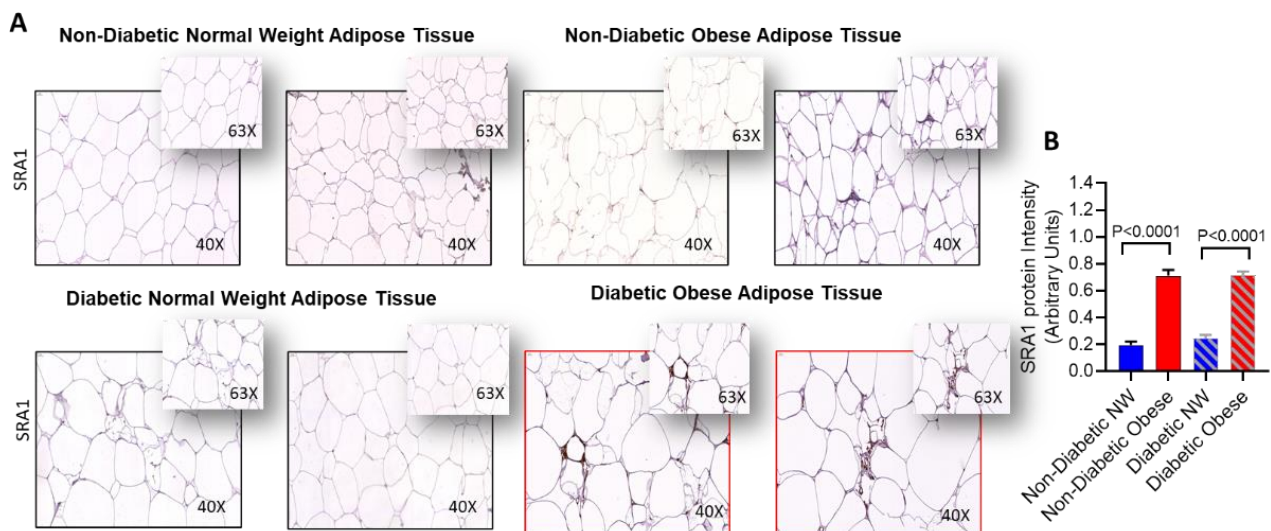 A
Non-Diabetic Normal Weight Adipose Tissue
Non-Diabetic Obese Adipose Tissue
SRA1
63X
40X
63X
40X
63X
40X
63X
40X
Diabetic Normal Weight Adipose Tissue
Diabetic Obese Adipose Tissue
SRA1
63X
40X
63X
40X
63X
40X
63X
40X
B
SRA1 protein Intensity
(Arbitrary Units)
1.4
1.2
1.0
0.8
0.6
0.4
0.2
0.0
P<0.0001
P<0.0001
Non-Diabetic NW
Non-Diabetic Obese
Diabetic NW
Diabetic Obese